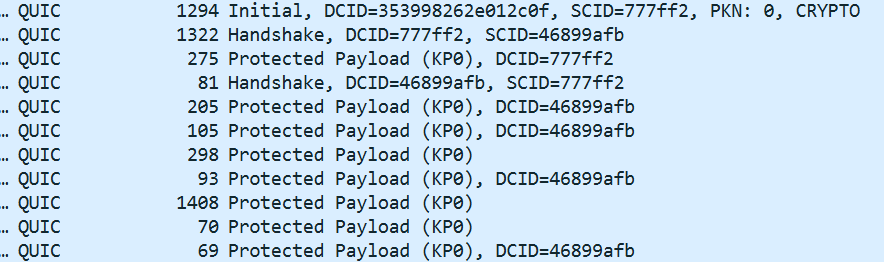 … QUIC 1294 Initial, DCID=353998262e012c0f, SCID=777ff2, PKN: 0, CRYPTO
… QUIC 1322 Handshake, DCID=777ff2, SCID=46899afb
… QUIC 275 Protected Payload (KP0), DCID=777ff2
… QUIC 81 Handshake, DCID=46899afb, SCID=777ff2
… QUIC 205 Protected Payload (KP0), DCID=46899afb
… QUIC 105 Protected Payload (KP0), DCID=46899afb
… QUIC 298 Protected Payload (KP0)
… QUIC 93 Protected Payload (KP0), DCID=46899afb
… QUIC 1408 Protected Payload (KP0)
… QUIC 70 Protected Payload (KP0)
… QUIC 69 Protected Payload (KP0), DCID=46899afb